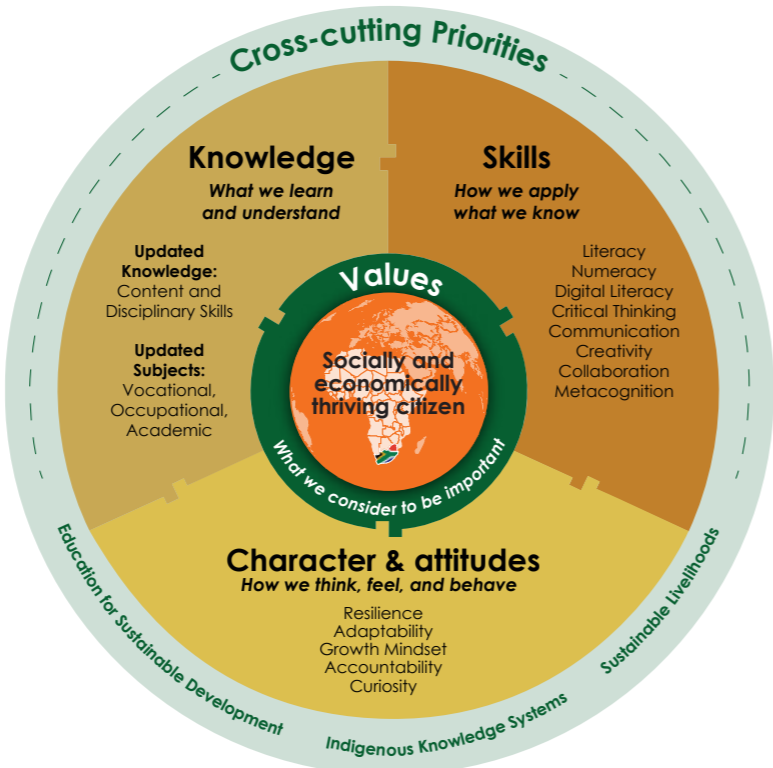 Cross-cutting Priorities
Knowledge
What we learn
and understand
Updated
Knowledge:
Content and
Disciplinary Skills
Updated
Subjects:
Vocational,
Occupational,
Academic
Skills
How we apply
what we know
Literacy
Numeracy
Digital Literacy
Critical Thinking
Communication
Creativity
Collaboration
Metacognition
Values
Socially and
economically
thriving citizen
What we consider to be important
Character & attitudes
How we think, feel, and behave
Resilience
Adaptability
Growth Mindset
Accountability
Curiosity
Education for Sustainable Development
Indigenous Knowledge Systems
Sustainable Livelihoods